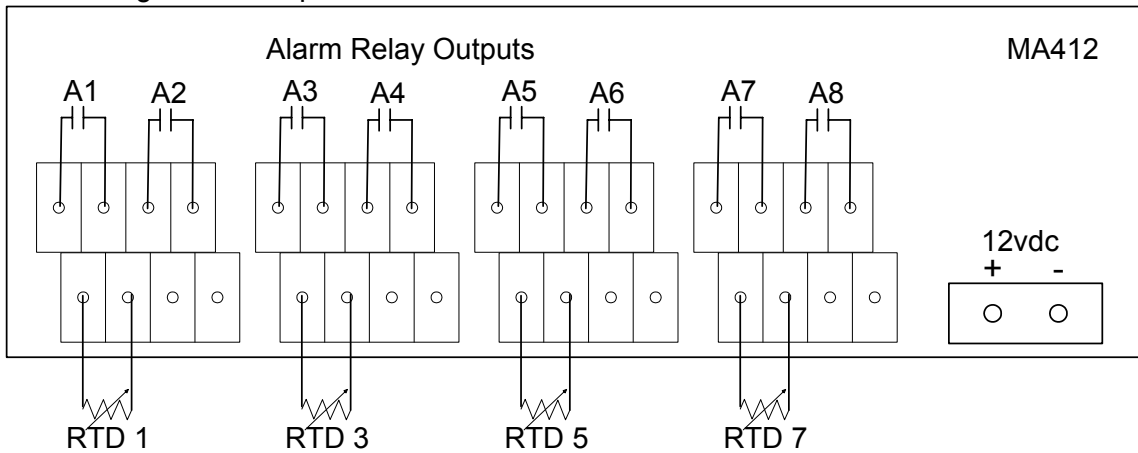 Alarm Relay Outputs MA412
A1 A2 A3 A4 A5 A6 A7 A8
12vdc
+ -
RTD 1 RTD 3 RTD 5 RTD 7